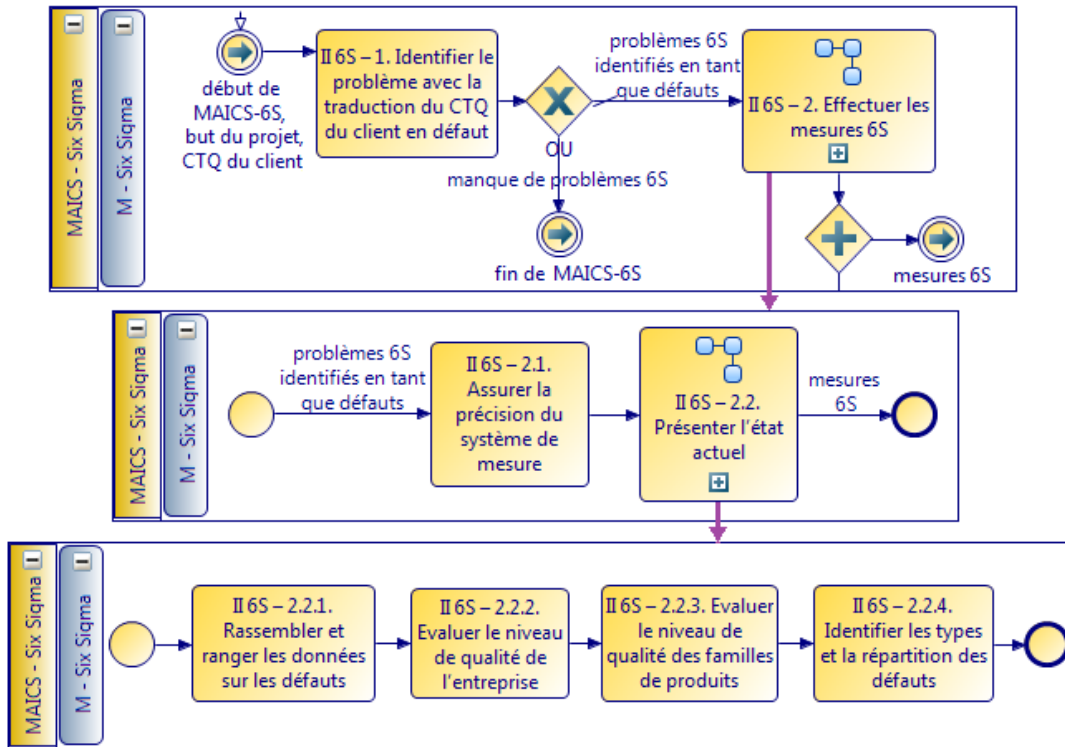 MAICS - Six Siqma
M - Six Siqma
début de
MAICS-6S,
but du projet,
CTQ du client
II 6S – 1. Identifier le
problème avec la
traduction du CTQ
du client en défaut
OU
problèmes 6S
identifiés en tant
que défauts
manque de problèmes 6S
fin de MAICS-6S
II 6S – 2. Effectuer les
mesures 6S
mesures 6S
MAICS - Six Siqma
M - Six Siqma
problèmes 6S
identifiés en tant
que défauts
II 6S – 2.1.
Assurer la
précision du
système de
mesure
II 6S – 2.2.
Présenter l'état
actuel
mesures
6S
MAICS - Six Siqma
M - Six Siqma
II 6S – 2.2.1.
Rassembler et
ranger les données
sur les défauts
II 6S – 2.2.2.
Evaluer le niveau
de qualité de
l'entreprise
II 6S – 2.2.3. Evaluer
le niveau de
qualité des familles
de produits
II 6S – 2.2.4.
Identifier les types
et la répartition des
défauts